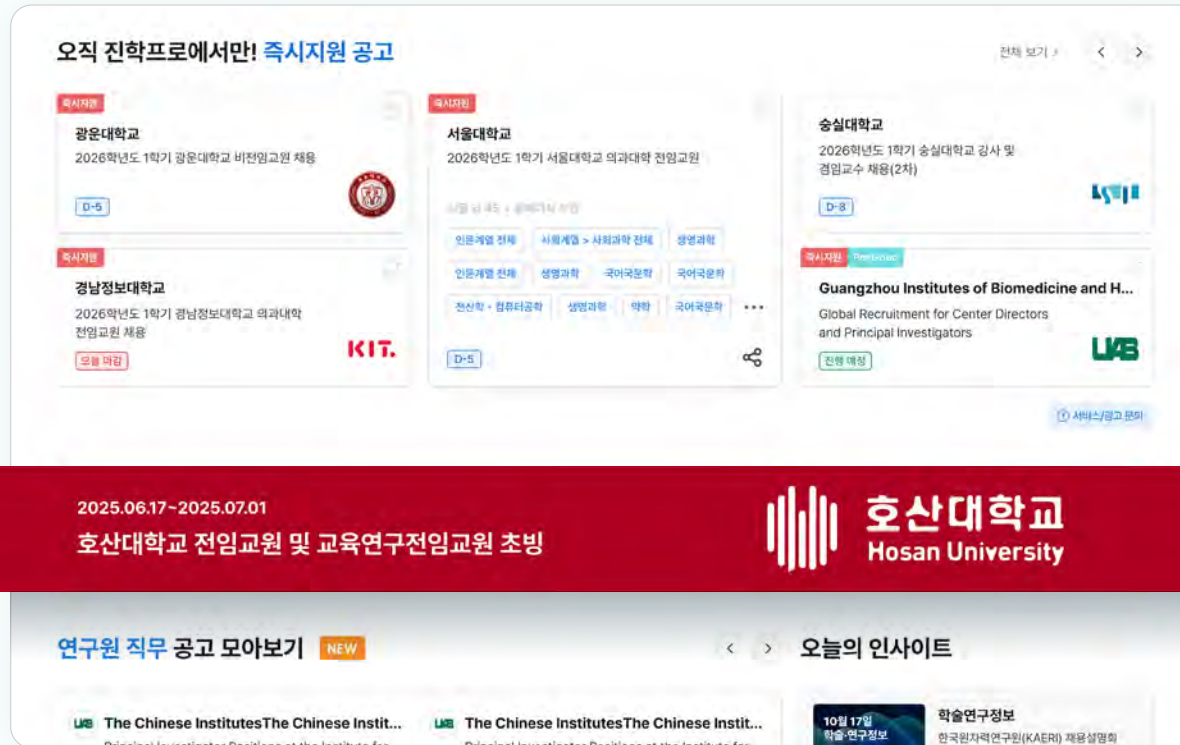 오직 진학프로에서만! 즉시지원 공고
전체 보기
즉시지원
광운대학교
2026학년도 1학기 광운대학교 비전임교원 채용
D-5
즉시지원
경남정보대학교
2026학년도 1학기 경남정보대학교 의과대학
전임교원 채용
오늘 마감
KIT.
즉시지원
서울대학교
2026학년도 1학기 서울대학교 의과대학 전임교원
인문계열 전체 사회계열 > 사회과학 전체 생명과학
인문계열 전체 생명과학 국어국문학 국어국문학
전산학・컴퓨터공학 생명과학 약학 국어국문학 •••
D-5
숭실대학교
2026학년도 1학기 숭실대학교 강사 및
겸임교수 채용(2차)
D-8
즉시지원
Guangzhou Institutes of Biomedicine and H...
Global Recruitment for Center Directors
and Principal Investigators
진행 예정
UAB
서비스/광고 문의
2025.06.17~2025.07.01
호산대학교 전임교원 및 교육연구전임교원 초빙
호산대학교
Hosan University
연구원 직무 공고 모아보기 NEW
UAB The Chinese InstitutesThe Chinese Instit...
Principal Investigator Positions at the Institute for
UAB The Chinese InstitutesThe Chinese Instit...
Principal Investigator Positions at the Institute for
오늘의 인사이트
10월 17일
학술·연구정보
학술연구정보
한국원자력연구원(KAERI) 채용설명회